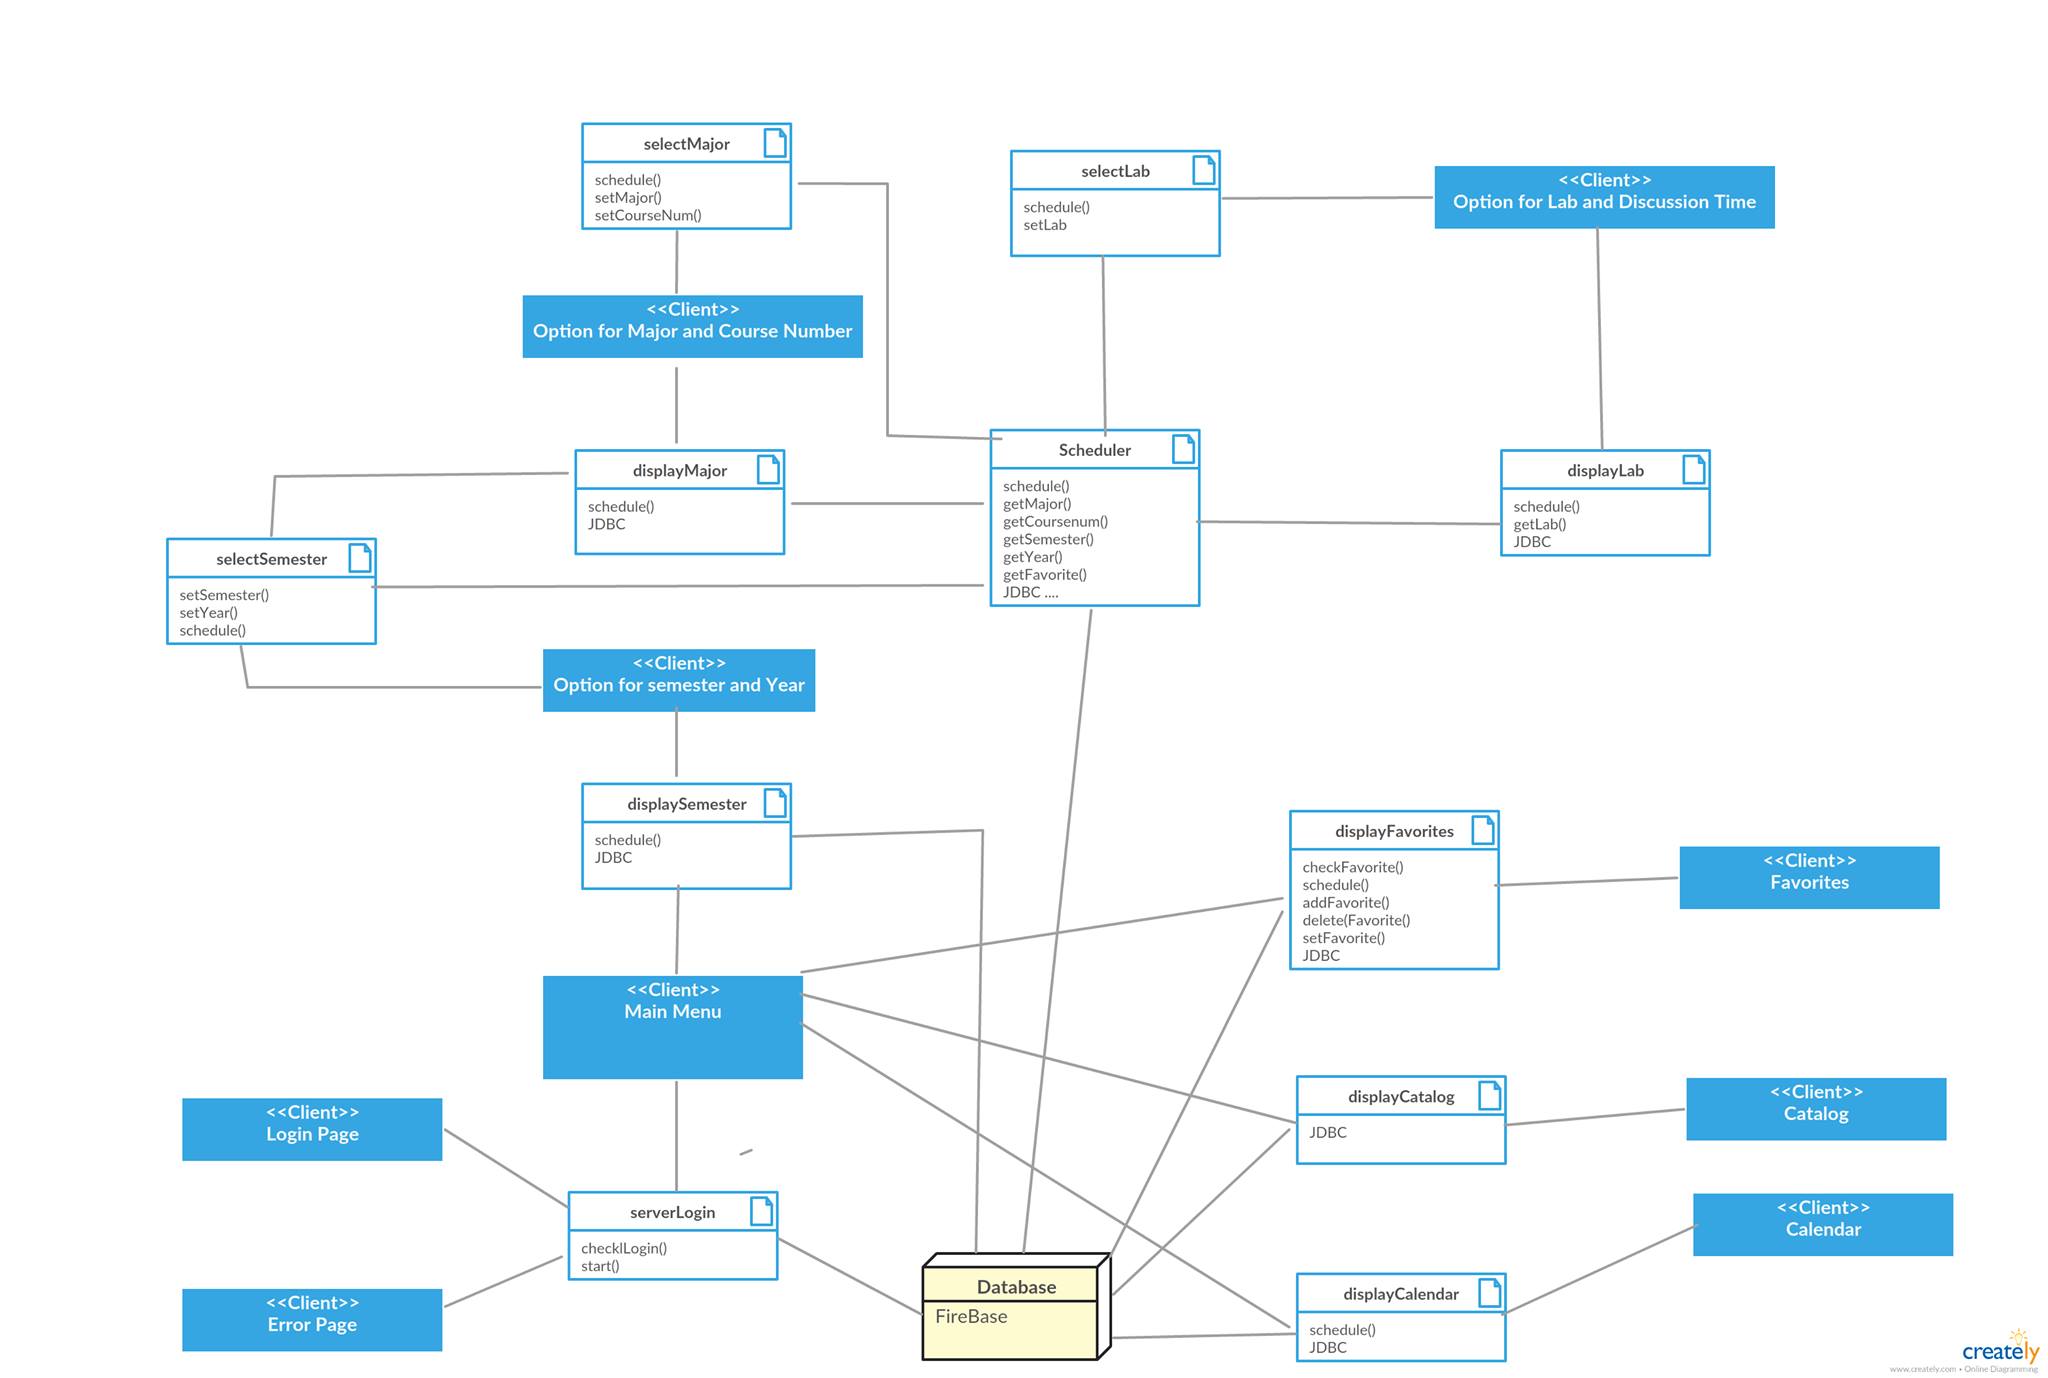 selectMajor
schedule()
setMajor()
setCourseNum()
selectLab
schedule()
setLab
<<Client>>
Option for Lab and Discussion Time
<<Client>>
Option for Major and Course Number
displayMajor
schedule()
JDBC
Scheduler
schedule()
getMajor()
getCoursenum()
getSemester()
getYear()
getFavorite()
JDBC ....
displayLab
schedule()
getLab()
JDBC
selectSemester
setSemester()
setYear()
schedule()
<<Client>>
Option for semester and Year
displaySemester
schedule()
JDBC
displayFavorites
checkFavorite()
schedule()
addFavorite()
delete(Favorite()
setFavorite()
JDBC
<<Client>>
Favorites
<<Client>>
Main Menu
<<Client>>
Login Page
displayCatalog
JDBC
<<Client>>
Catalog
serverLogin
checklLogin()
start()
<<Client>>
Calendar
<<Client>>
Error Page
Database
FireBase
displayCalendar
schedule()
JDBC
creately
www.creately.com • Online Diagramming